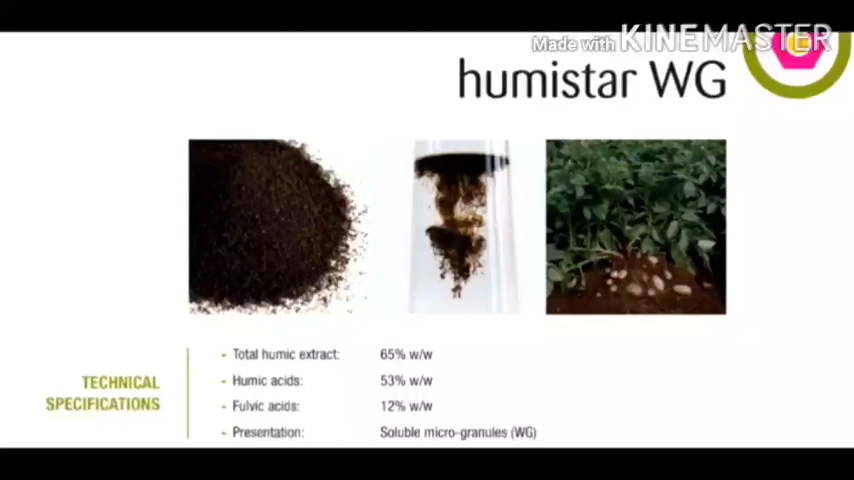 Made with KINEMASTER
humistar WG
TECHNICAL
SPECIFICATIONS
- Total humic extract: 65% w/w
- Humic acids: 53% w/w
- Fulvic acids: 12% w/w
- Presentation: Soluble micro-granules (WG)